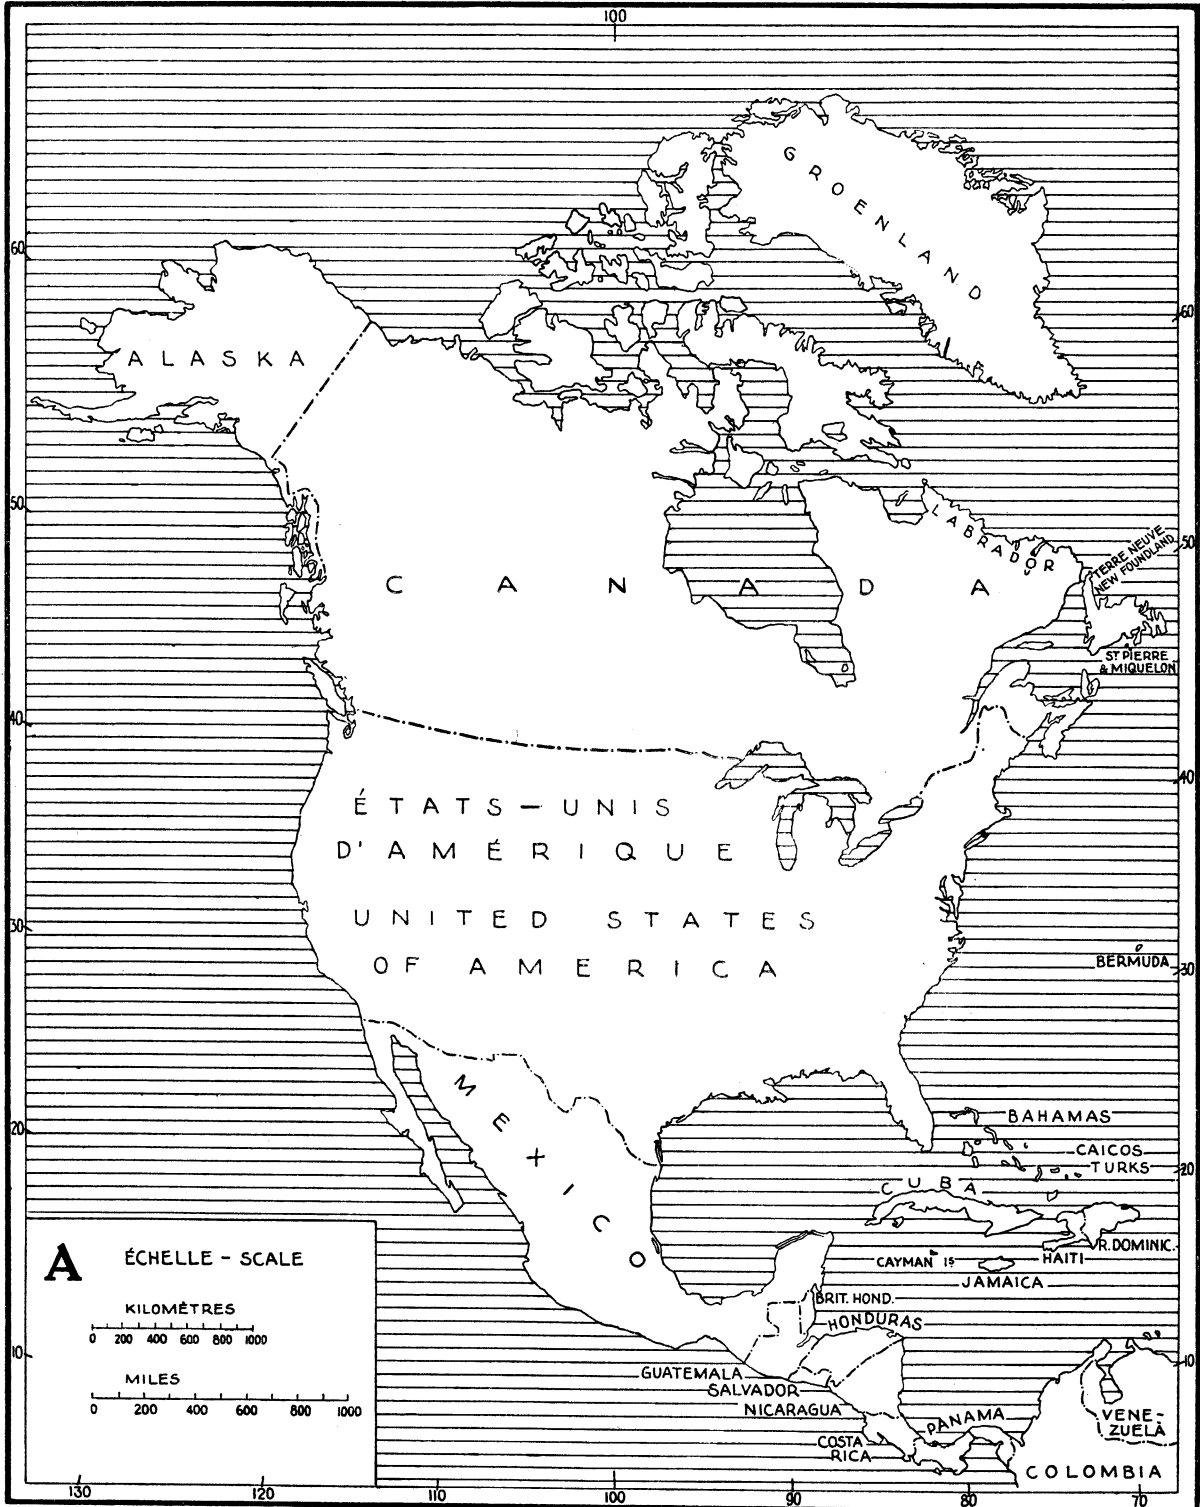 100
GROENLAND
60
60
ALASKA
50
LABRADOR
50
TERRE NEUVE
NEW FOUNDLAND
CANADA
ST PIERRE
& MIQUELON
40
40
ÉTATS-UNIS
D'AMÉRIQUE
UNITED STATES
OF AMERICA
30
BERMUDA
30
MEXICO
20
BAHAMAS
CAICOS
TURKS
20
CUBA
R. DOMINIC.
HAITI
CAYMAN IS
JAMAICA
A
ÉCHELLE - SCALE
KILOMÈTRES
0 200 400 600 800 1000
MILES
0 200 400 600 800 1000
BRIT. HOND.
HONDURAS
10
10
GUATEMALA
SALVADOR
NICARAGUA
PANAMA
COSTA
RICA
VENE-
ZUELA
COLOMBIA
130 120 110 100 90 80 70